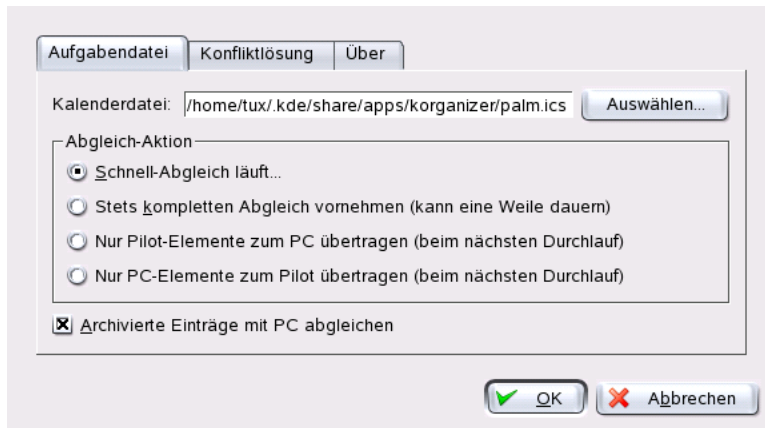 Aufgabendatei Konfliktlösung Über
Kalenderdatei: /home/tux/.kde/share/apps/korganizer/palm.ics Auswählen...
Abgleich-Aktion
Schnell-Abgleich läuft...
Stets kompletten Abgleich vornehmen (kann eine Weile dauern)
Nur Pilot-Elemente zum PC übertragen (beim nächsten Durchlauf)
Nur PC-Elemente zum Pilot übertragen (beim nächsten Durchlauf)
Archivierte Einträge mit PC abgleichen
OK Abbrechen